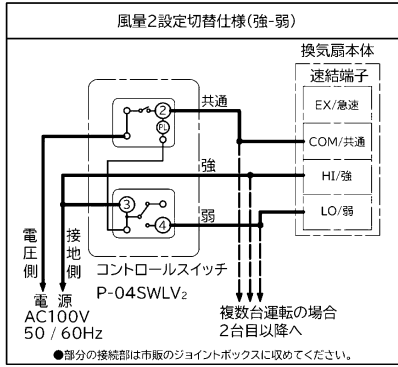 風量2設定切替仕様(強-弱)
換気扇本体
速結端子
EX/急速
COM/共通
HI/強
LO/弱
共通
強
弱
②
PL
③
④
電圧側
接地側
電源
AC100V
50 / 60Hz
コントロールスイッチ
P-04SWLV₂
複数台運転の場合
2台目以降へ
●部分の接続部は市販のジョイントボックスに収めてください。